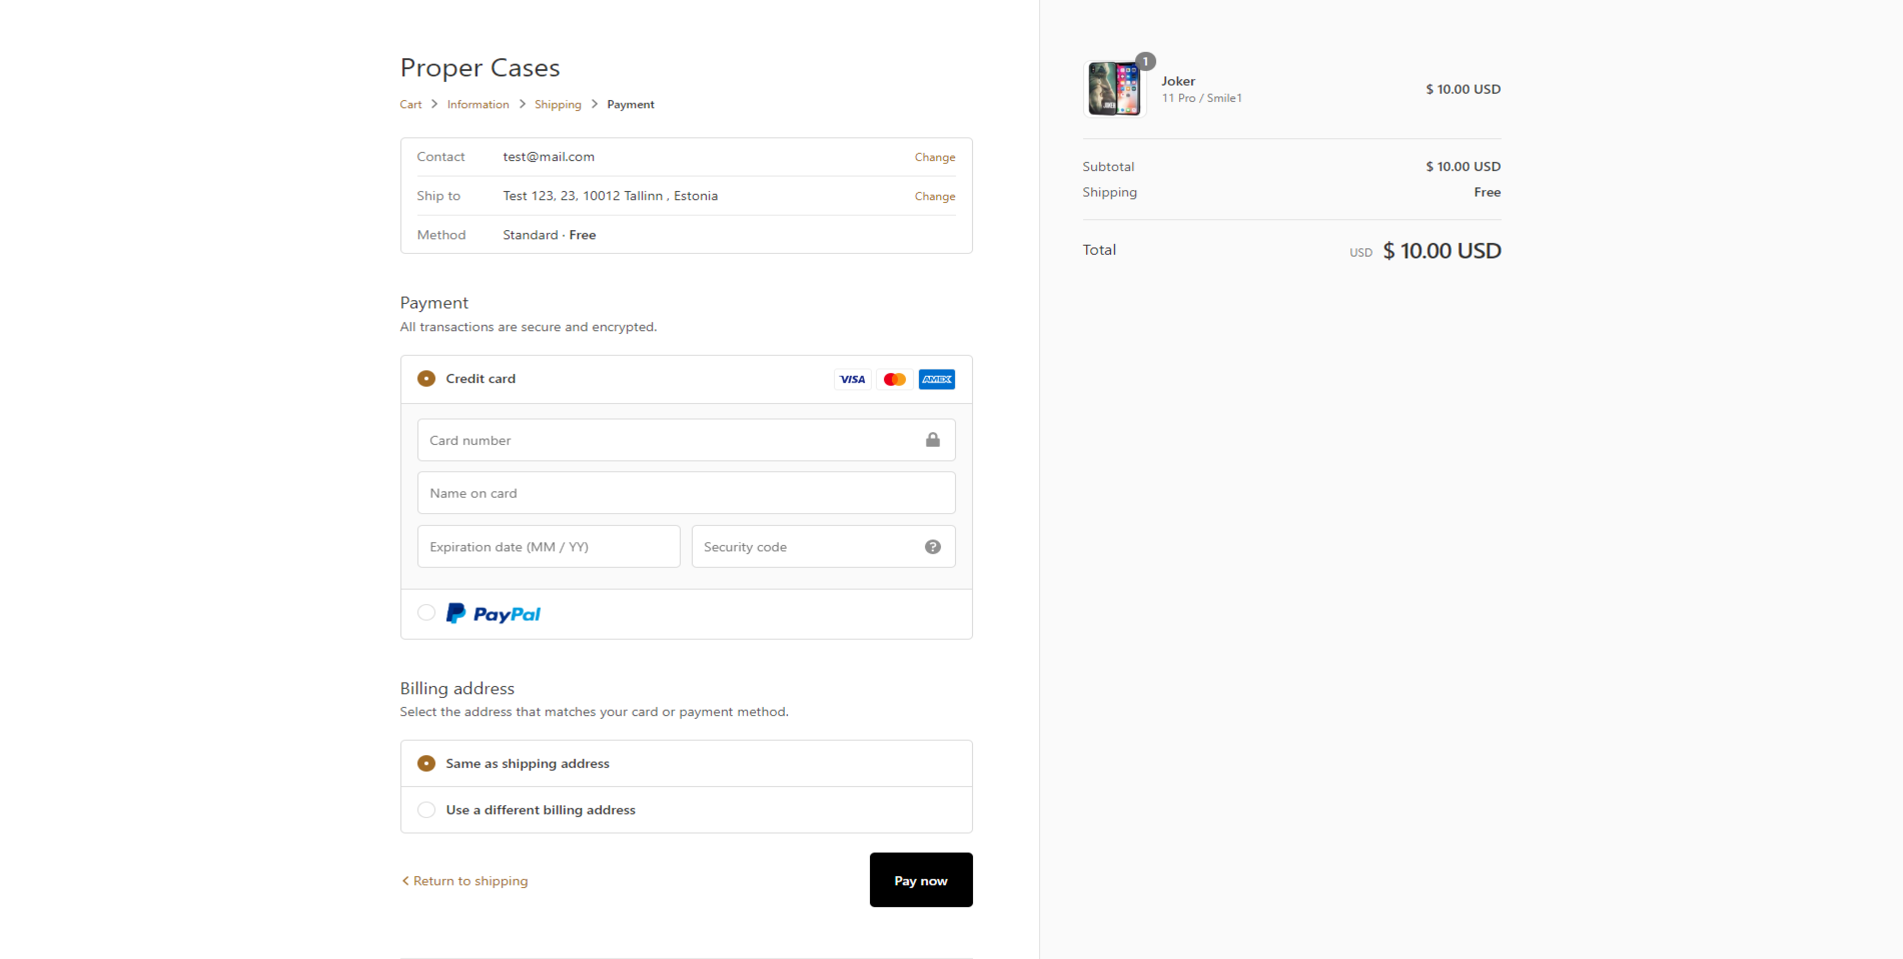 Proper Cases
Cart > Information > Shipping > Payment
Contact test@mail.com Change
Ship to Test 123, 23, 10012 Tallinn , Estonia Change
Method Standard · Free
Payment
All transactions are secure and encrypted.
Credit card VISA AMEX
Card number
Name on card
Expiration date (MM / YY) Security code ?
PayPal
Billing address
Select the address that matches your card or payment method.
Same as shipping address
Use a different billing address
< Return to shipping Pay now
1
Joker $ 10.00 USD
11 Pro / Smile1
Subtotal $ 10.00 USD
Shipping Free
Total USD $ 10.00 USD